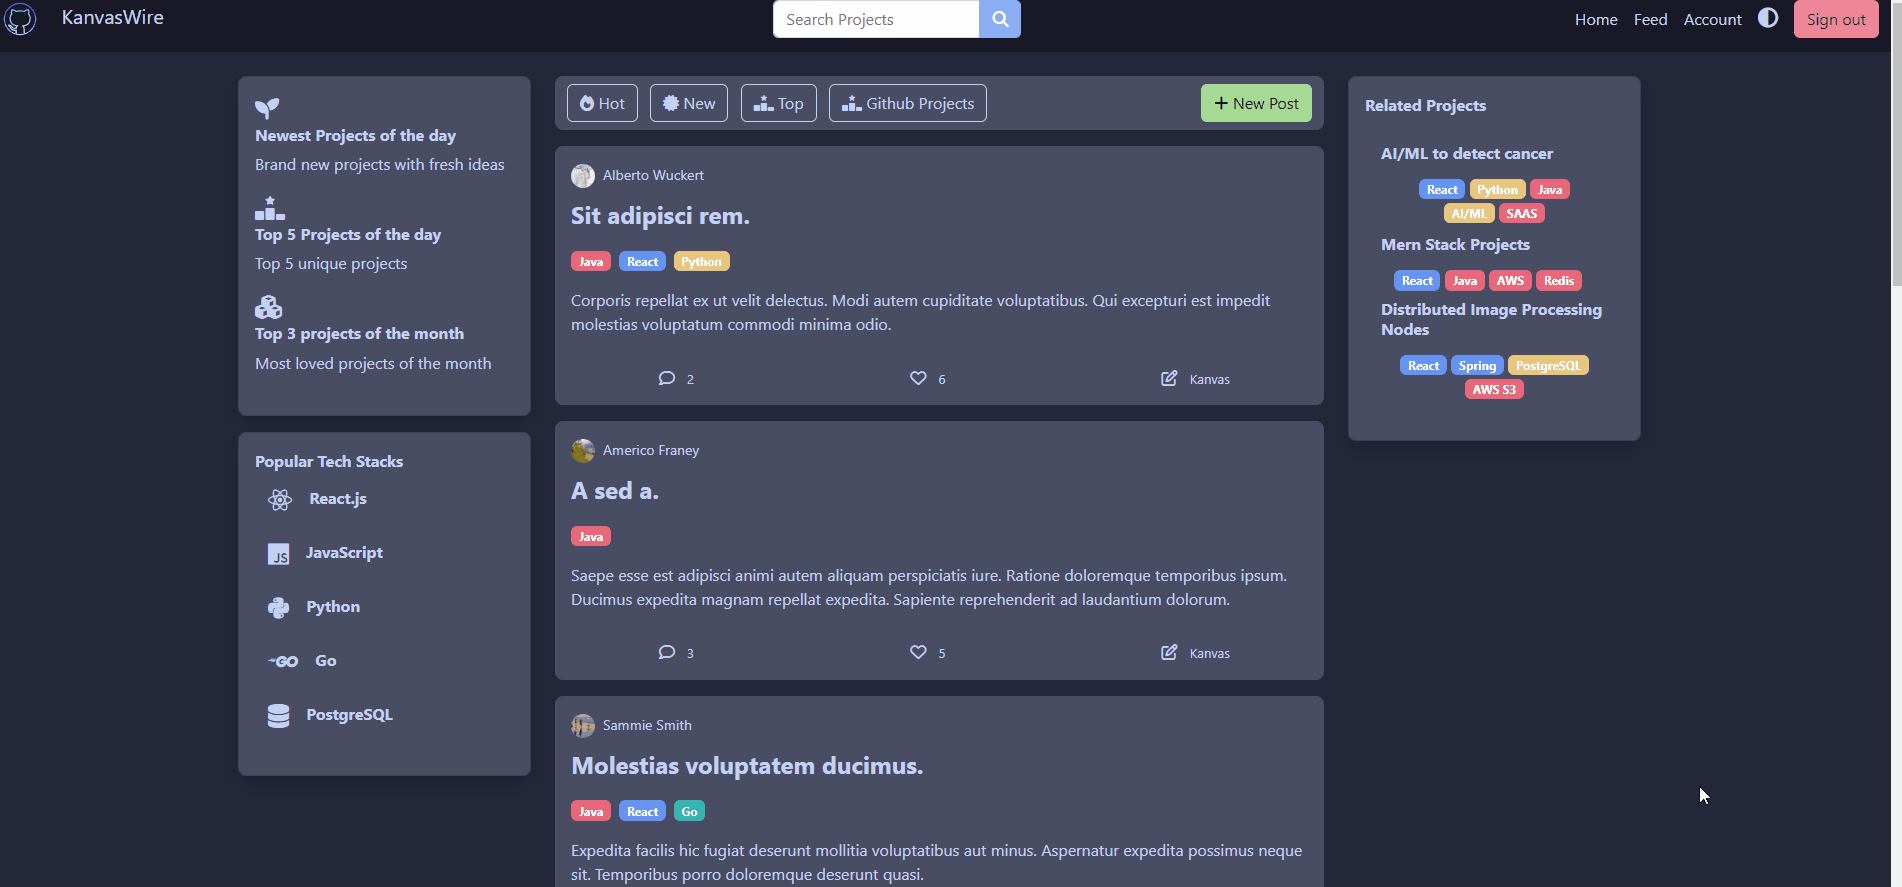 KanvasWire
Search Projects
Home Feed Account Sign out
Newest Projects of the day
Brand new projects with fresh ideas
Top 5 Projects of the day
Top 5 unique projects
Top 3 projects of the month
Most loved projects of the month
Popular Tech Stacks
React.js
JS JavaScript
Python
GO Go
PostgreSQL
Hot New Top Github Projects New Post
Alberto Wuckert
Sit adipisci rem.
Java React Python
Corporis repellat ex ut velit delectus. Modi autem cupiditate voluptatibus. Qui excepturi est impedit
molestias voluptatum commodi minima odio.
2 6 Kanvas
Americo Franey
A sed a.
Java
Saepe esse est adipisci animi autem aliquam perspiciatis iure. Ratione doloremque temporibus ipsum.
Ducimus expedita magnam repellat expedita. Sapiente reprehenderit ad laudantium dolorum.
3 5 Kanvas
Sammie Smith
Molestias voluptatem ducimus.
Java React Go
Expedita facilis hic fugiat deserunt mollitia voluptatibus aut minus. Aspernatur expedita possimus neque
sit. Temporibus porro doloremque deserunt quasi.
Related Projects
AI/ML to detect cancer
React Python Java
AI/ML SAAS
Mern Stack Projects
React Java AWS Redis
Distributed Image Processing
Nodes
React Spring PostgreSQL
AWS S3